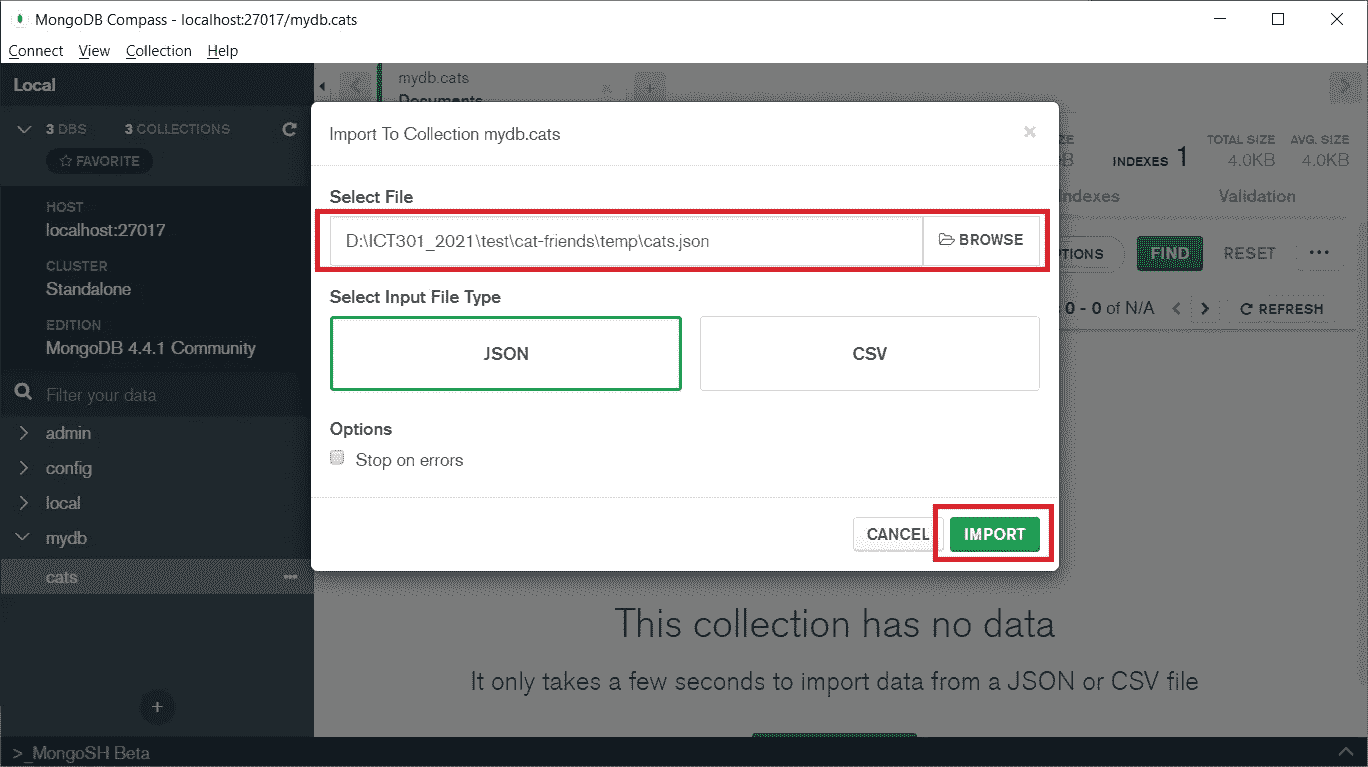 MongoDB Compass - localhost:27017/mydb.cats
Connect View Collection Help
Local
3 DBS 3 COLLECTIONS
FAVORITE
HOST
localhost:27017
CLUSTER
Standalone
EDITION
MongoDB 4.4.1 Community
Filter your data
admin
config
local
mydb
cats
>_MongoSH Beta
mydb.cats
Documents
INDEXES 1
TOTAL SIZE
4.0KB
AVG. SIZE
4.0KB
Indexes
Validation
FIND
RESET
0 - 0 of N/A
REFRESH
Import To Collection mydb.cats
Select File
D:\ICT301_2021\test\cat-friends\temp\cats.json
BROWSE
Select Input File Type
JSON
CSV
Options
Stop on errors
CANCEL
IMPORT
This collection has no data
It only takes a few seconds to import data from a JSON or CSV file